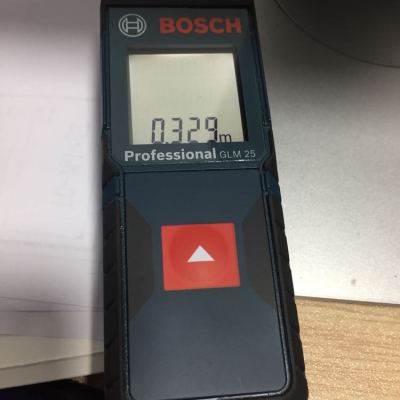 BOSCH
0.329m
Professional GLM 25